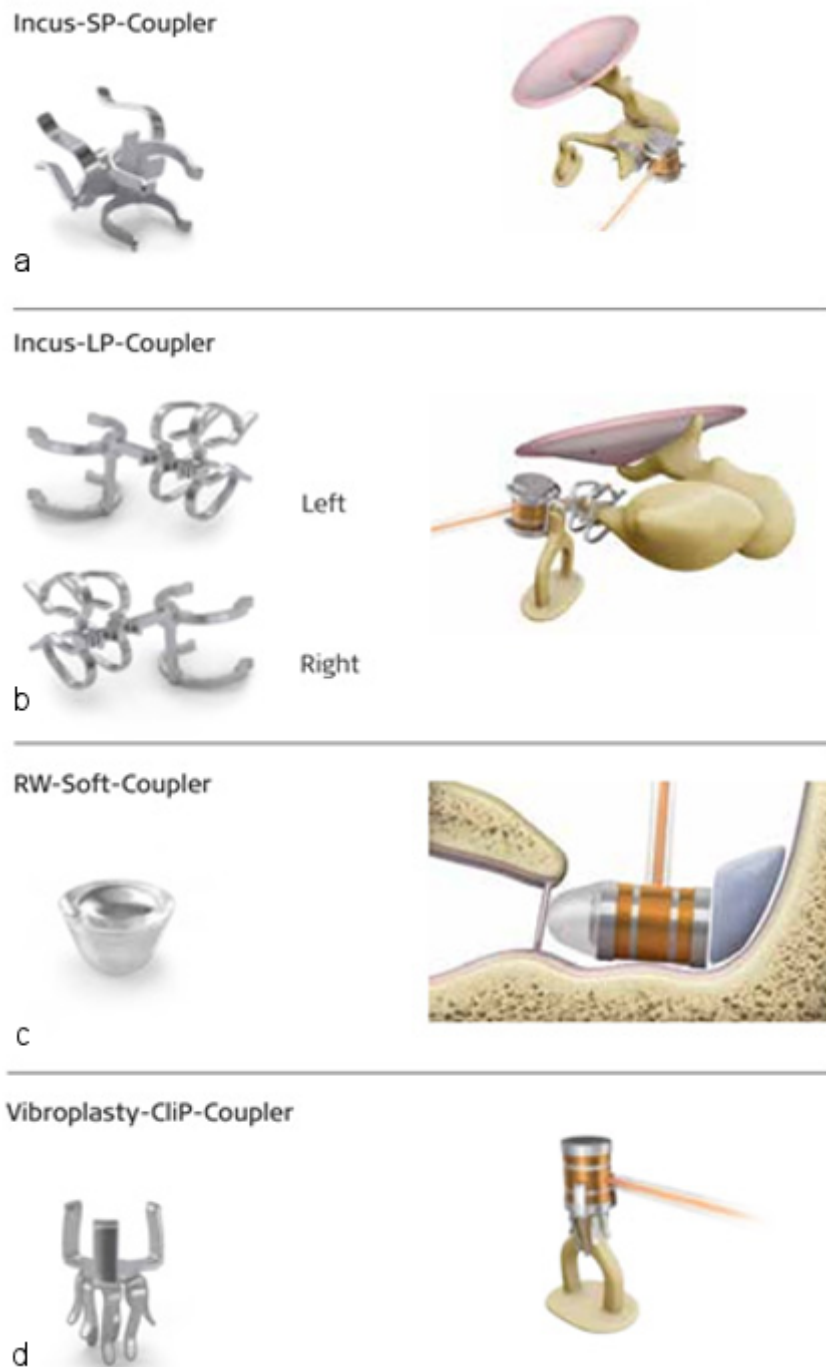 Incus-SP-Coupler
a
Incus-LP-Coupler
Left
Right
b
RW-Soft-Coupler
c
Vibroplasty-CliP-Coupler
d